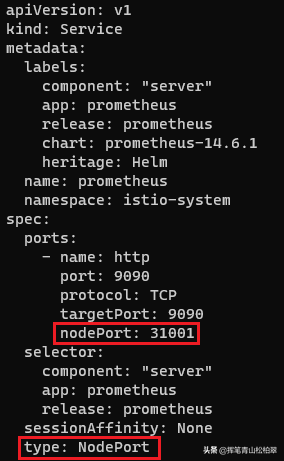 apiVersion: v1
kind: Service
metadata:
  labels:
    component: "server"
    app: prometheus
    release: prometheus
    chart: prometheus-14.6.1
    heritage: Helm
  name: prometheus
  namespace: istio-system
spec:
  ports:
    - name: http
      port: 9090
      protocol: TCP
      targetPort: 9090
      nodePort: 31001
  selector:
    component: "server"
    app: prometheus
    release: prometheus
  sessionAffinity: None
  type: NodePort
头条 @挥笔青山松柏翠